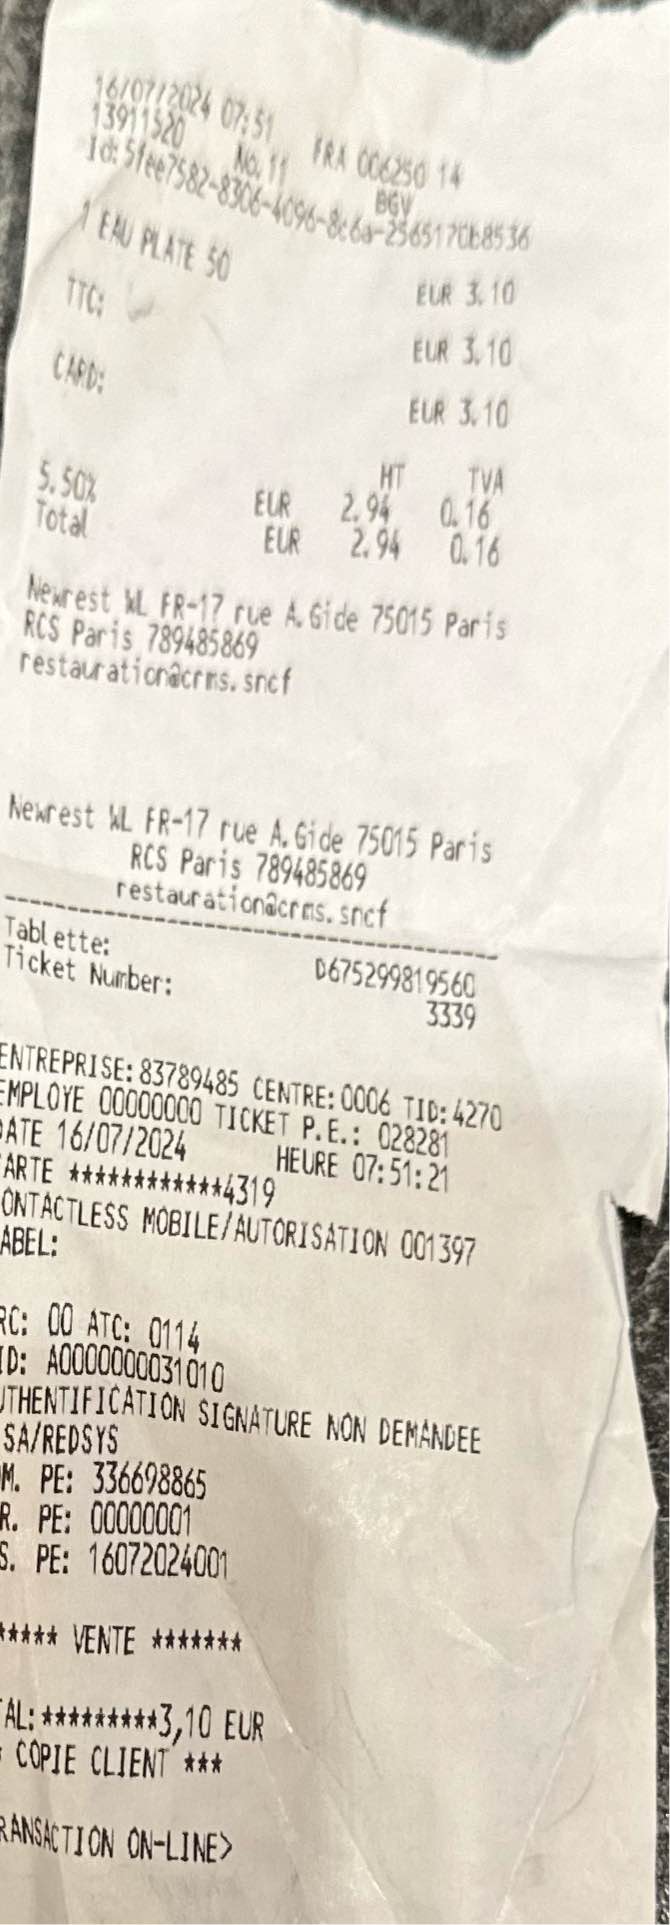 16/07/2024 07:51 FRA 006250 14
13911520 No.11 BGV
Id:5fee7582-8306-4096-8c6a-2565170b8536
1 EAU PLATE 50 EUR 3.10
TTC: EUR 3.10
CARD: EUR 3.10
HT TVA
5.50% EUR 2.94 0.16
Total EUR 2.94 0.16
Newrest WL FR-17 rue A.Gide 75015 Paris
RCS Paris 789485869
restauration@crms.sncf
Newrest WL FR-17 rue A.Gide 75015 Paris
RCS Paris 789485869
restauration@crms.sncf
Tablette: D675299819560
Ticket Number: 3339
ENTREPRISE:83789485 CENTRE:0006 TID:4270
EMPLOYE 00000000 TICKET P.E.: 028281
DATE 16/07/2024 HEURE 07:51:21
ARTE ************4319
ONTACTLESS MOBILE/AUTORISATION 001397
ABEL:
RC: 00 ATC: 0114
ID: A0000000031010
UTHENTIFICATION SIGNATURE NON DEMANDEE
SA/REDSYS
M. PE: 336698865
R. PE: 00000001
S. PE: 16072024001
***** VENTE *******
TAL:*********3,10 EUR
* COPIE CLIENT ***
RANSACTION ON-LINE>